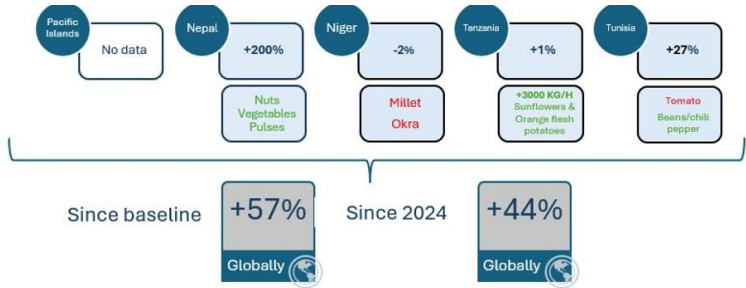 Pacific
Islands
No data
Nepal
+200%
Nuts
Vegetables
Pulses
Niger
-2%
Millet
Okra
Tanzania
+1%
+3000 KG/H
Sunflowers &
Orange flesh
potatoes
Tunisia
+27%
Tomato
Beans/chili
pepper
Since baseline
+57%
Globally
Since 2024
+44%
Globally